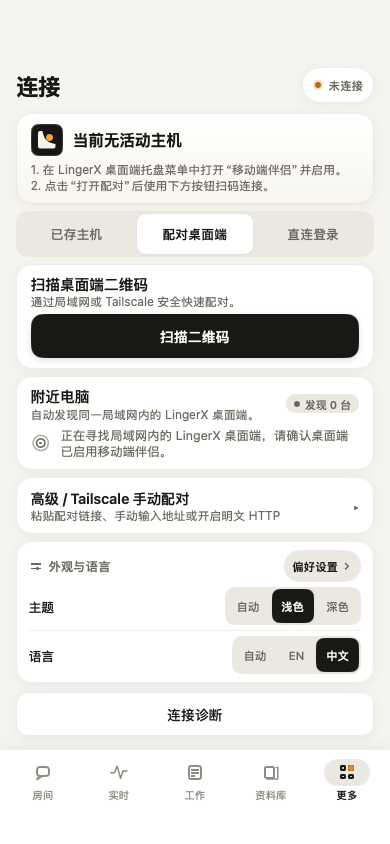 连接
未连接
当前无活动主机
1. 在 LingerX 桌面端托盘菜单中打开“移动端伴侣”并启用。
2. 点击“打开配对”后使用下方按钮扫码连接。
已存主机
配对桌面端
直连登录
扫描桌面端二维码
通过局域网或 Tailscale 安全快速配对。
扫描二维码
附近电脑
自动发现同一局域网内的 LingerX 桌面端。
发现 0 台
正在寻找局域网内的 LingerX 桌面端，请确认桌面端
已启用移动端伴侣。
高级 / Tailscale 手动配对
粘贴配对链接、手动输入地址或开启明文 HTTP
外观与语言
偏好设置
主题
自动
浅色
深色
语言
自动
EN
中文
连接诊断
房间
实时
工作
资料库
更多